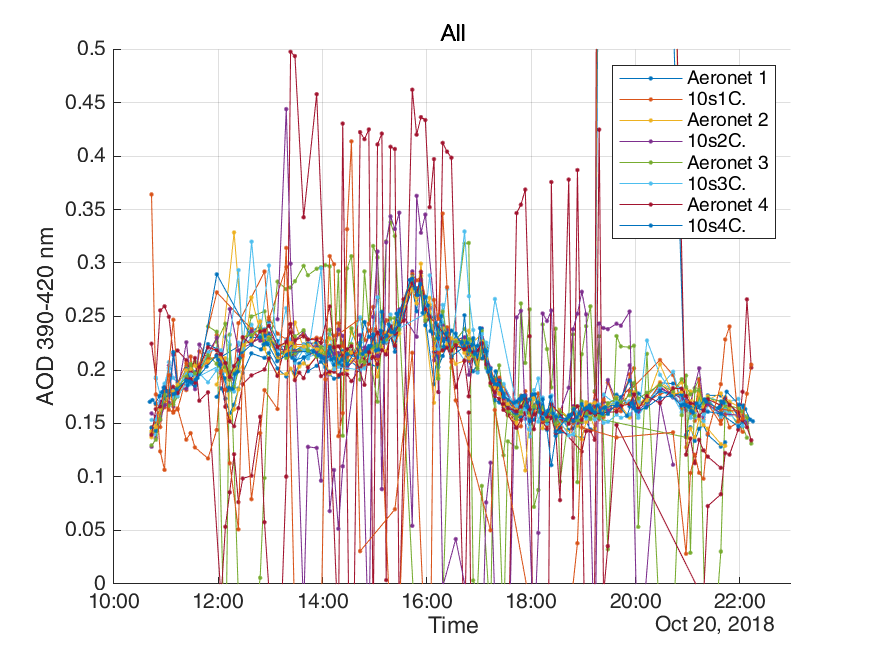 All
0.5
0.45
0.4
0.35
0.3
0.25
0.2
0.15
0.1
0.05
0
AOD 390-420 nm
Aeronet 1
10s1C.
Aeronet 2
10s2C.
Aeronet 3
10s3C.
Aeronet 4
10s4C.
10:00 12:00 14:00 16:00 18:00 20:00 22:00
Time
Oct 20, 2018